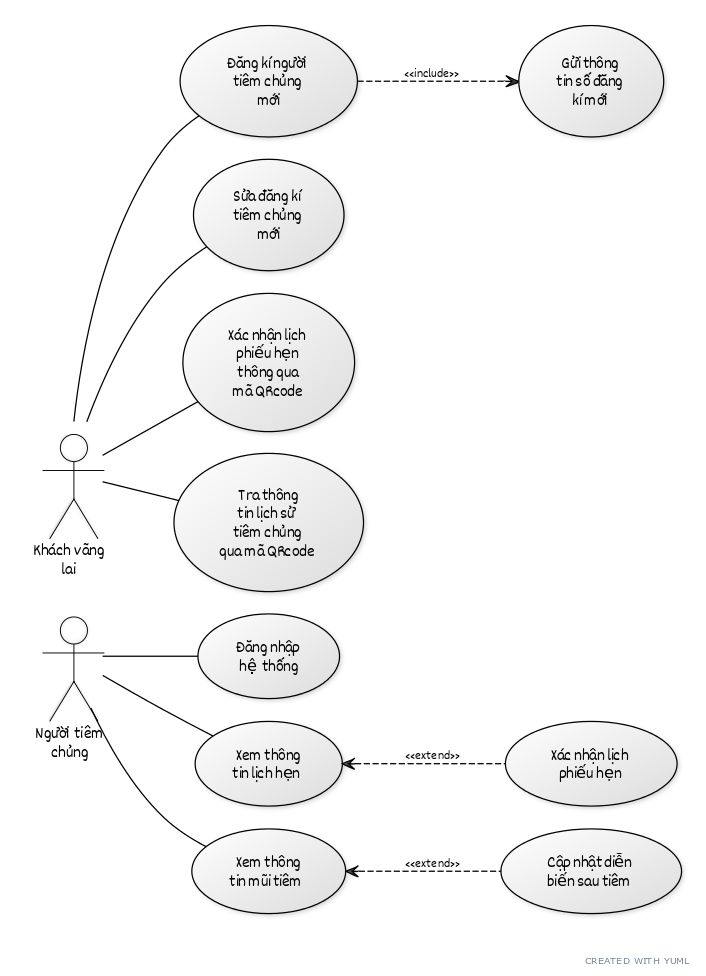 Đăng kí người
tiêm chủng
mới
<<include>>
Gửi thông
tin số đăng
kí mới
Sửa đăng kí
tiêm chủng
mới
Xác nhận lịch
phiếu hẹn
thông qua
mã QRcode
Tra thông
tin lịch sử
tiêm chủng
qua mã QRcode
Khách vãng
lai
Đăng nhập
hệ thống
Người tiêm
chủng
Xem thông
tin lịch hẹn
<<extend>>
Xác nhận lịch
phiếu hẹn
Xem thông
tin mũi tiêm
<<extend>>
Cập nhật diễn
biến sau tiêm
CREATED WITH YUML